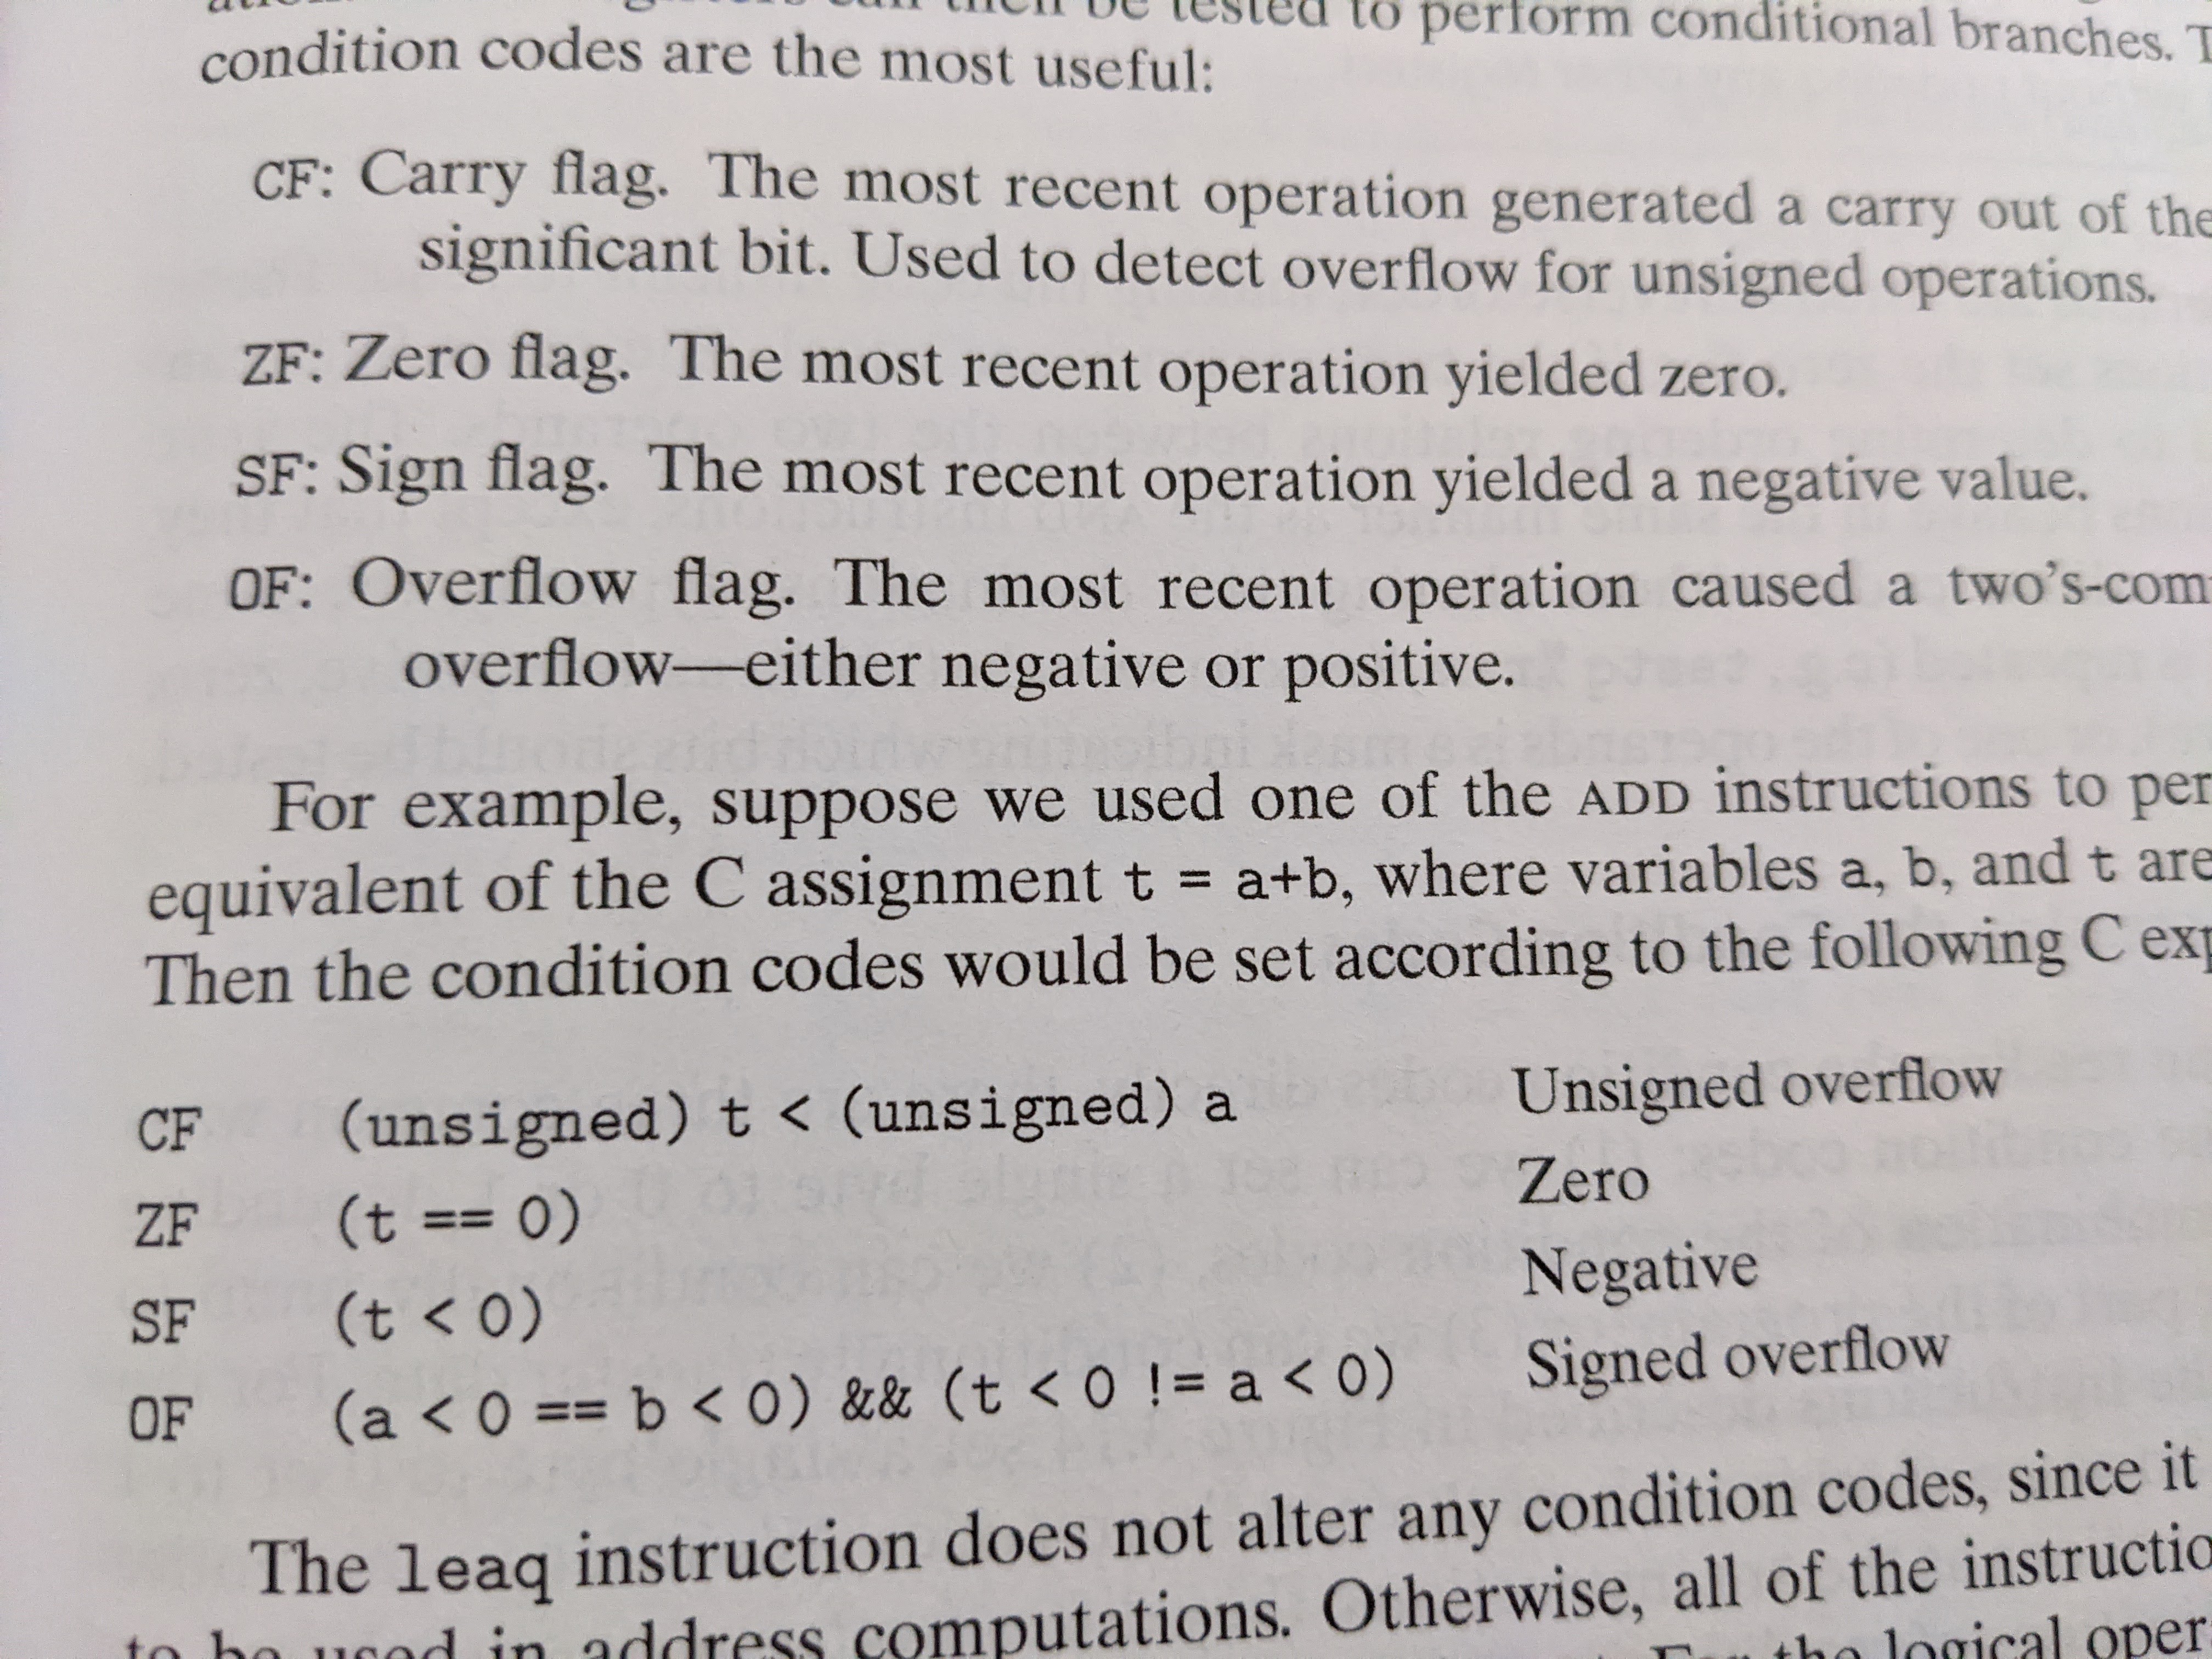 then be tested to perform conditional branches.
condition codes are the most useful:
CF: Carry flag. The most recent operation generated a carry out of the
significant bit. Used to detect overflow for unsigned operations.
ZF: Zero flag. The most recent operation yielded zero.
SF: Sign flag. The most recent operation yielded a negative value.
OF: Overflow flag. The most recent operation caused a two's-com
overflow—either negative or positive.
For example, suppose we used one of the ADD instructions to per
equivalent of the C assignment t = a+b, where variables a, b, and t are
Then the condition codes would be set according to the following C exp
CF (unsigned) t < (unsigned) a Unsigned overflow
ZF (t == 0) Zero
SF (t < 0) Negative
OF (a < 0 == b < 0) && (t < 0 != a < 0) Signed overflow
The leaq instruction does not alter any condition codes, since it
to be used in address computations. Otherwise, all of the instructio
For the logical oper